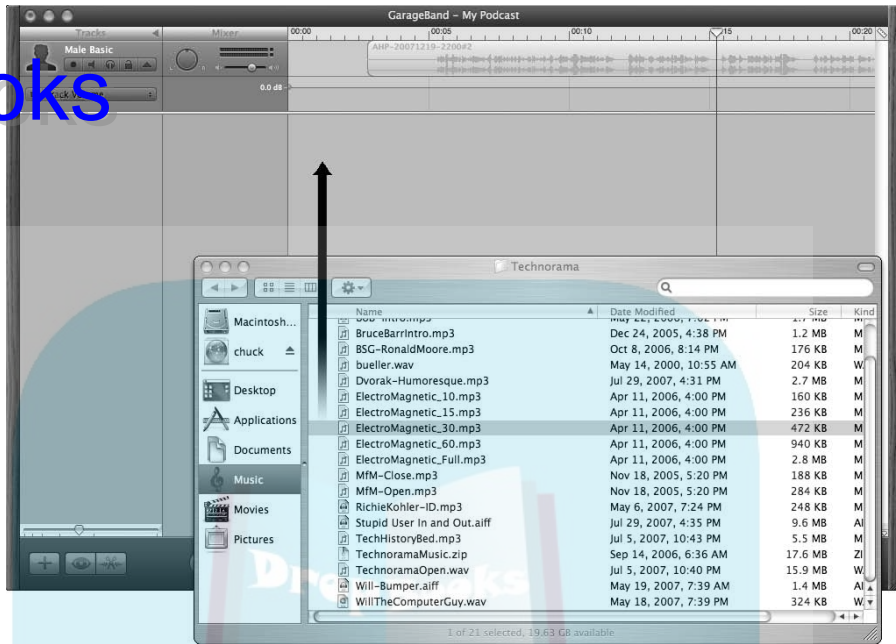 GarageBand – My Podcast
Tracks
Mixer
00:00
00:05
00:10
15
00:20
Male Basic
AHP-20071219-2200#2
0.0 dB
oks
Technorama
Name
Date Modified
Size
Kind
BruceBarrIntro.mp3 Dec 24, 2005, 4:38 PM 1.2 MB M
BSG-RonaldMoore.mp3 Oct 8, 2006, 8:14 PM 176 KB M
bueller.wav May 14, 2000, 10:55 AM 204 KB W
Dvorak-Humoresque.mp3 Jul 29, 2007, 4:31 PM 2.7 MB M
ElectroMagnetic_10.mp3 Apr 11, 2006, 4:00 PM 160 KB M
ElectroMagnetic_15.mp3 Apr 11, 2006, 4:00 PM 236 KB M
ElectroMagnetic_30.mp3 Apr 11, 2006, 4:00 PM 472 KB M
ElectroMagnetic_60.mp3 Apr 11, 2006, 4:00 PM 940 KB M
ElectroMagnetic_Full.mp3 Apr 11, 2006, 4:00 PM 2.8 MB M
MfM-Close.mp3 Nov 18, 2005, 5:20 PM 188 KB M
MfM-Open.mp3 Nov 18, 2005, 5:20 PM 284 KB M
RichieKohler-ID.mp3 May 6, 2007, 7:24 PM 248 KB M
Stupid User In and Out.aiff Jul 29, 2007, 4:35 PM 9.6 MB AI
TechHistoryBed.mp3 Jul 5, 2007, 10:43 PM 5.5 MB M
TechnoramaMusic.zip Sep 14, 2006, 6:36 AM 17.6 MB ZI
TechnoramaOpen.wav Jul 5, 2007, 10:40 PM 15.9 MB W
Will-Bumper.aiff May 19, 2007, 7:39 AM 1.4 MB AI
WillTheComputerGuy.wav May 18, 2007, 7:39 PM 324 KB W
Macintosh...
chuck
Desktop
Applications
Documents
Music
Movies
Pictures
1 of 21 selected, 19.63 GB available